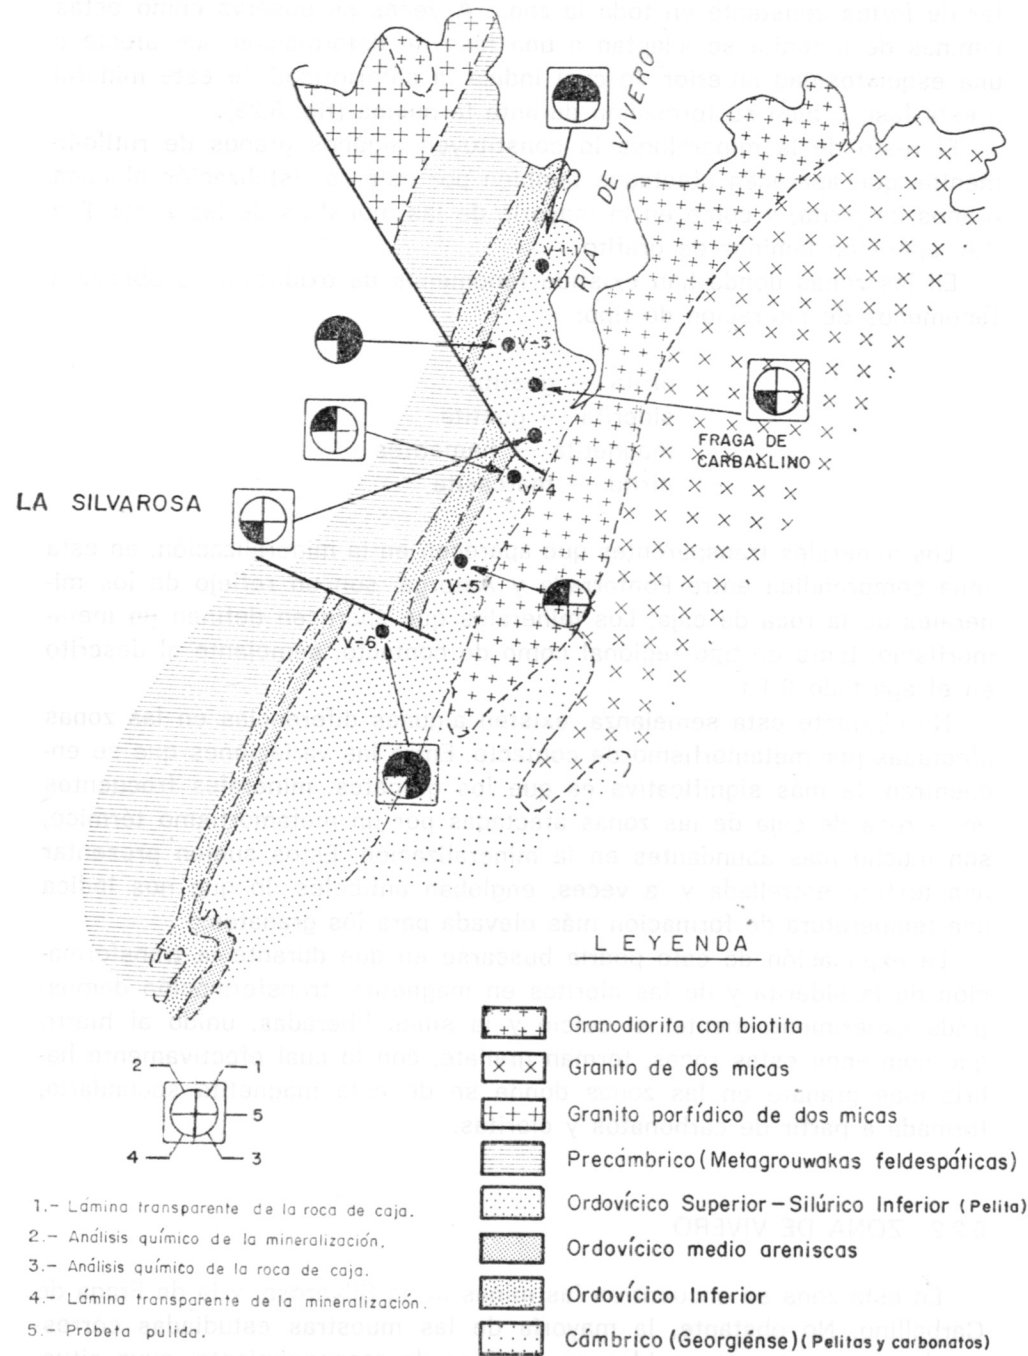 RIA DE VIVERO
V-11
V1
V-3
FRAGA DE
CARBALLINO
V-4
LA SILVAROSA
V-5
V-6
LEYENDA
Granodiorita con biotita
Granito de dos micas
Granito porfídico de dos micas
Precámbrico (Metagrouwakas feldespáticas)
Ordovícico Superior – Silúrico Inferior (Pelita)
Ordovícico medio areniscas
Ordovícico Inferior
Cámbrico (Georgiénse) (Pelitas y carbonatos)
2 1
5
4 3
1.- Lámina transparente de la roca de caja.
2.- Análisis químico de la mineralización.
3.- Análisis químico de la roca de caja.
4.- Lámina transparente de la mineralización.
5.- Probeta pulida.